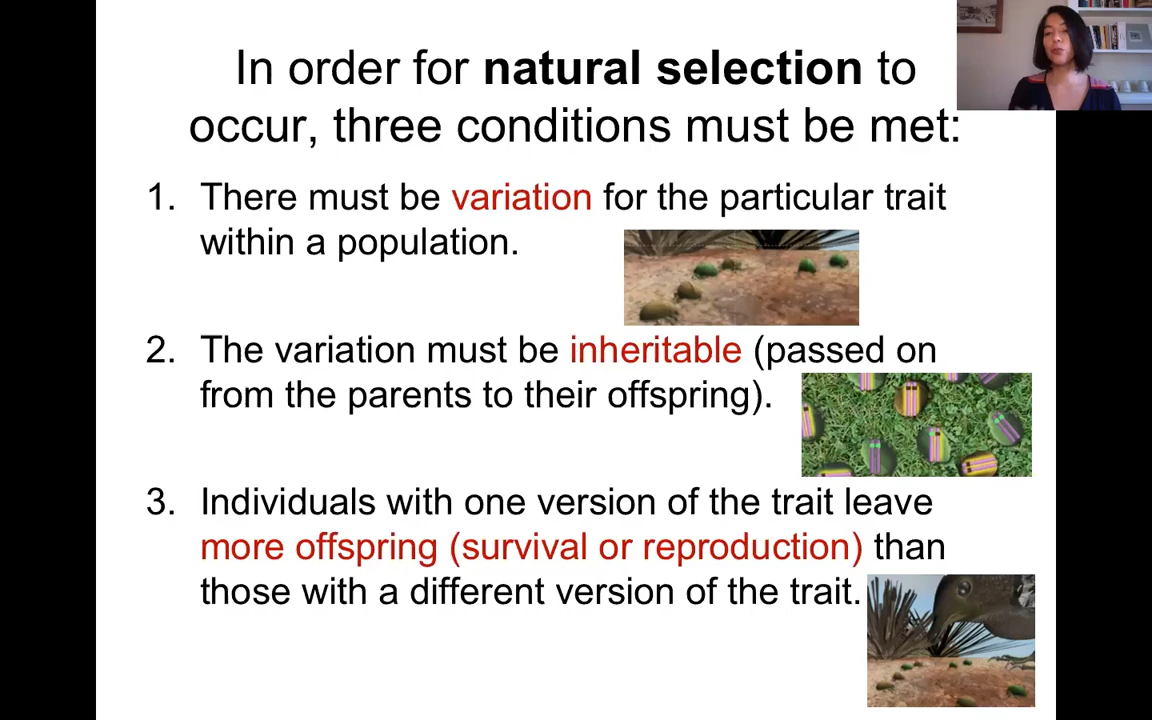 In order for natural selection to
occur, three conditions must be met:
1. There must be variation for the particular trait
within a population.
2. The variation must be inheritable (passed on
from the parents to their offspring).
3. Individuals with one version of the trait leave
more offspring (survival or reproduction) than
those with a different version of the trait.